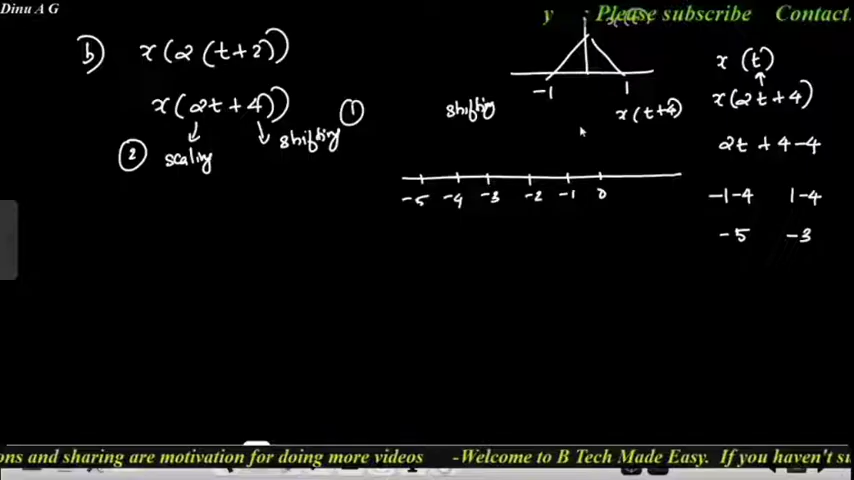 Dinu A G
y Please subscribe Contact.
b) x(2(t+2))
x(2t+4)) ①
② scaling shifting
-1 1
shifting x(t+4)
-5 -4 -3 -2 -1 0
x(t)
x(2t+4)
2t+4-4
-1-4 1-4
-5 -3
ons and sharing are motivation for doing more videos -Welcome to B Tech Made Easy. If you haven't su